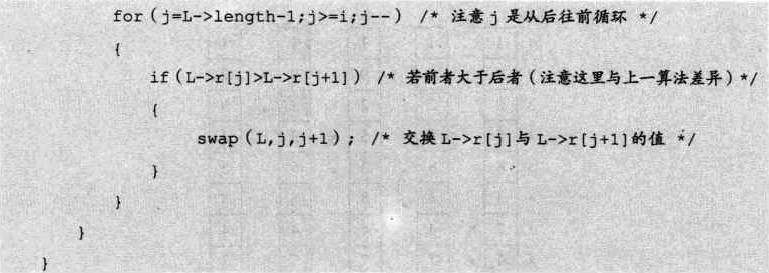 for(j=L->length-1;j>=i;j--) /* 注意j是从后往前循环 */
{
if(L->r[j]>L->r[j+1]) /* 若前者大于后者(注意这里与上一算法差异)*/
{
swap(L,j,j+1); /* 交换L->r[j]与L->r[j+1]的值 */
}
}
}
}